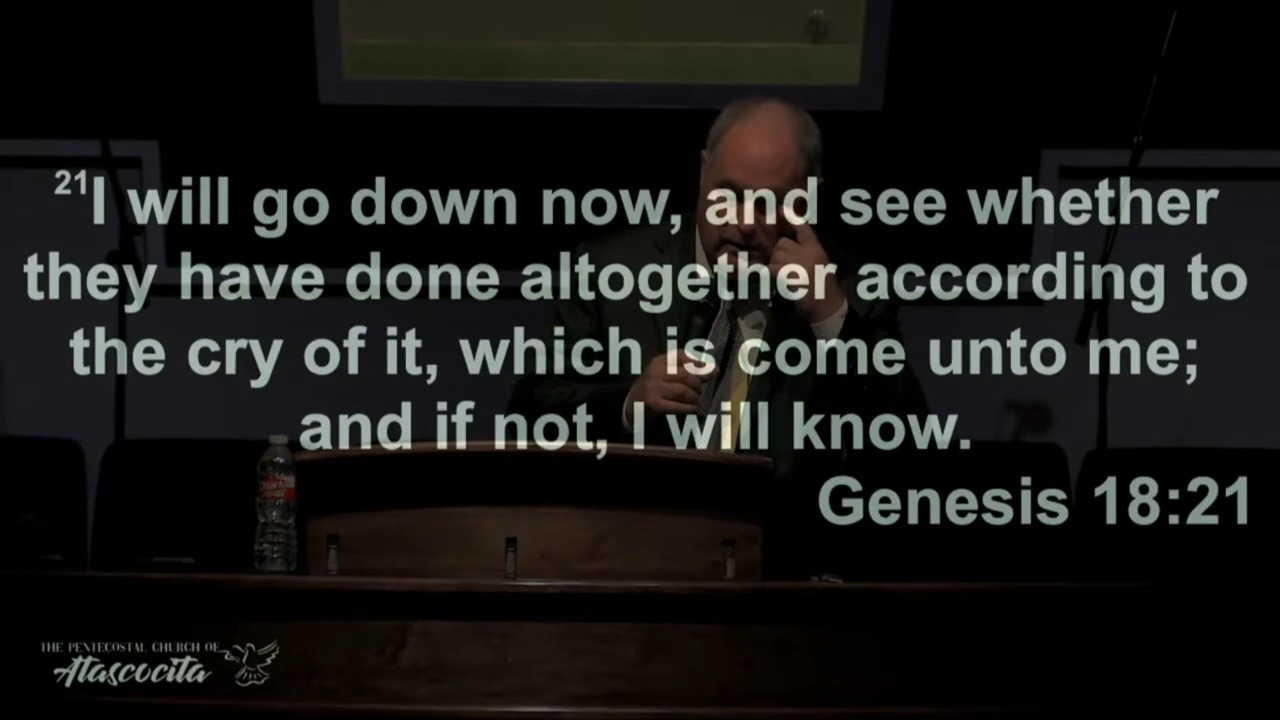 21I will go down now, and see whether
they have done altogether according to
the cry of it, which is come unto me;
and if not, I will know.
Genesis 18:21
THE PENTECOSTAL CHURCH OF
Atascocita